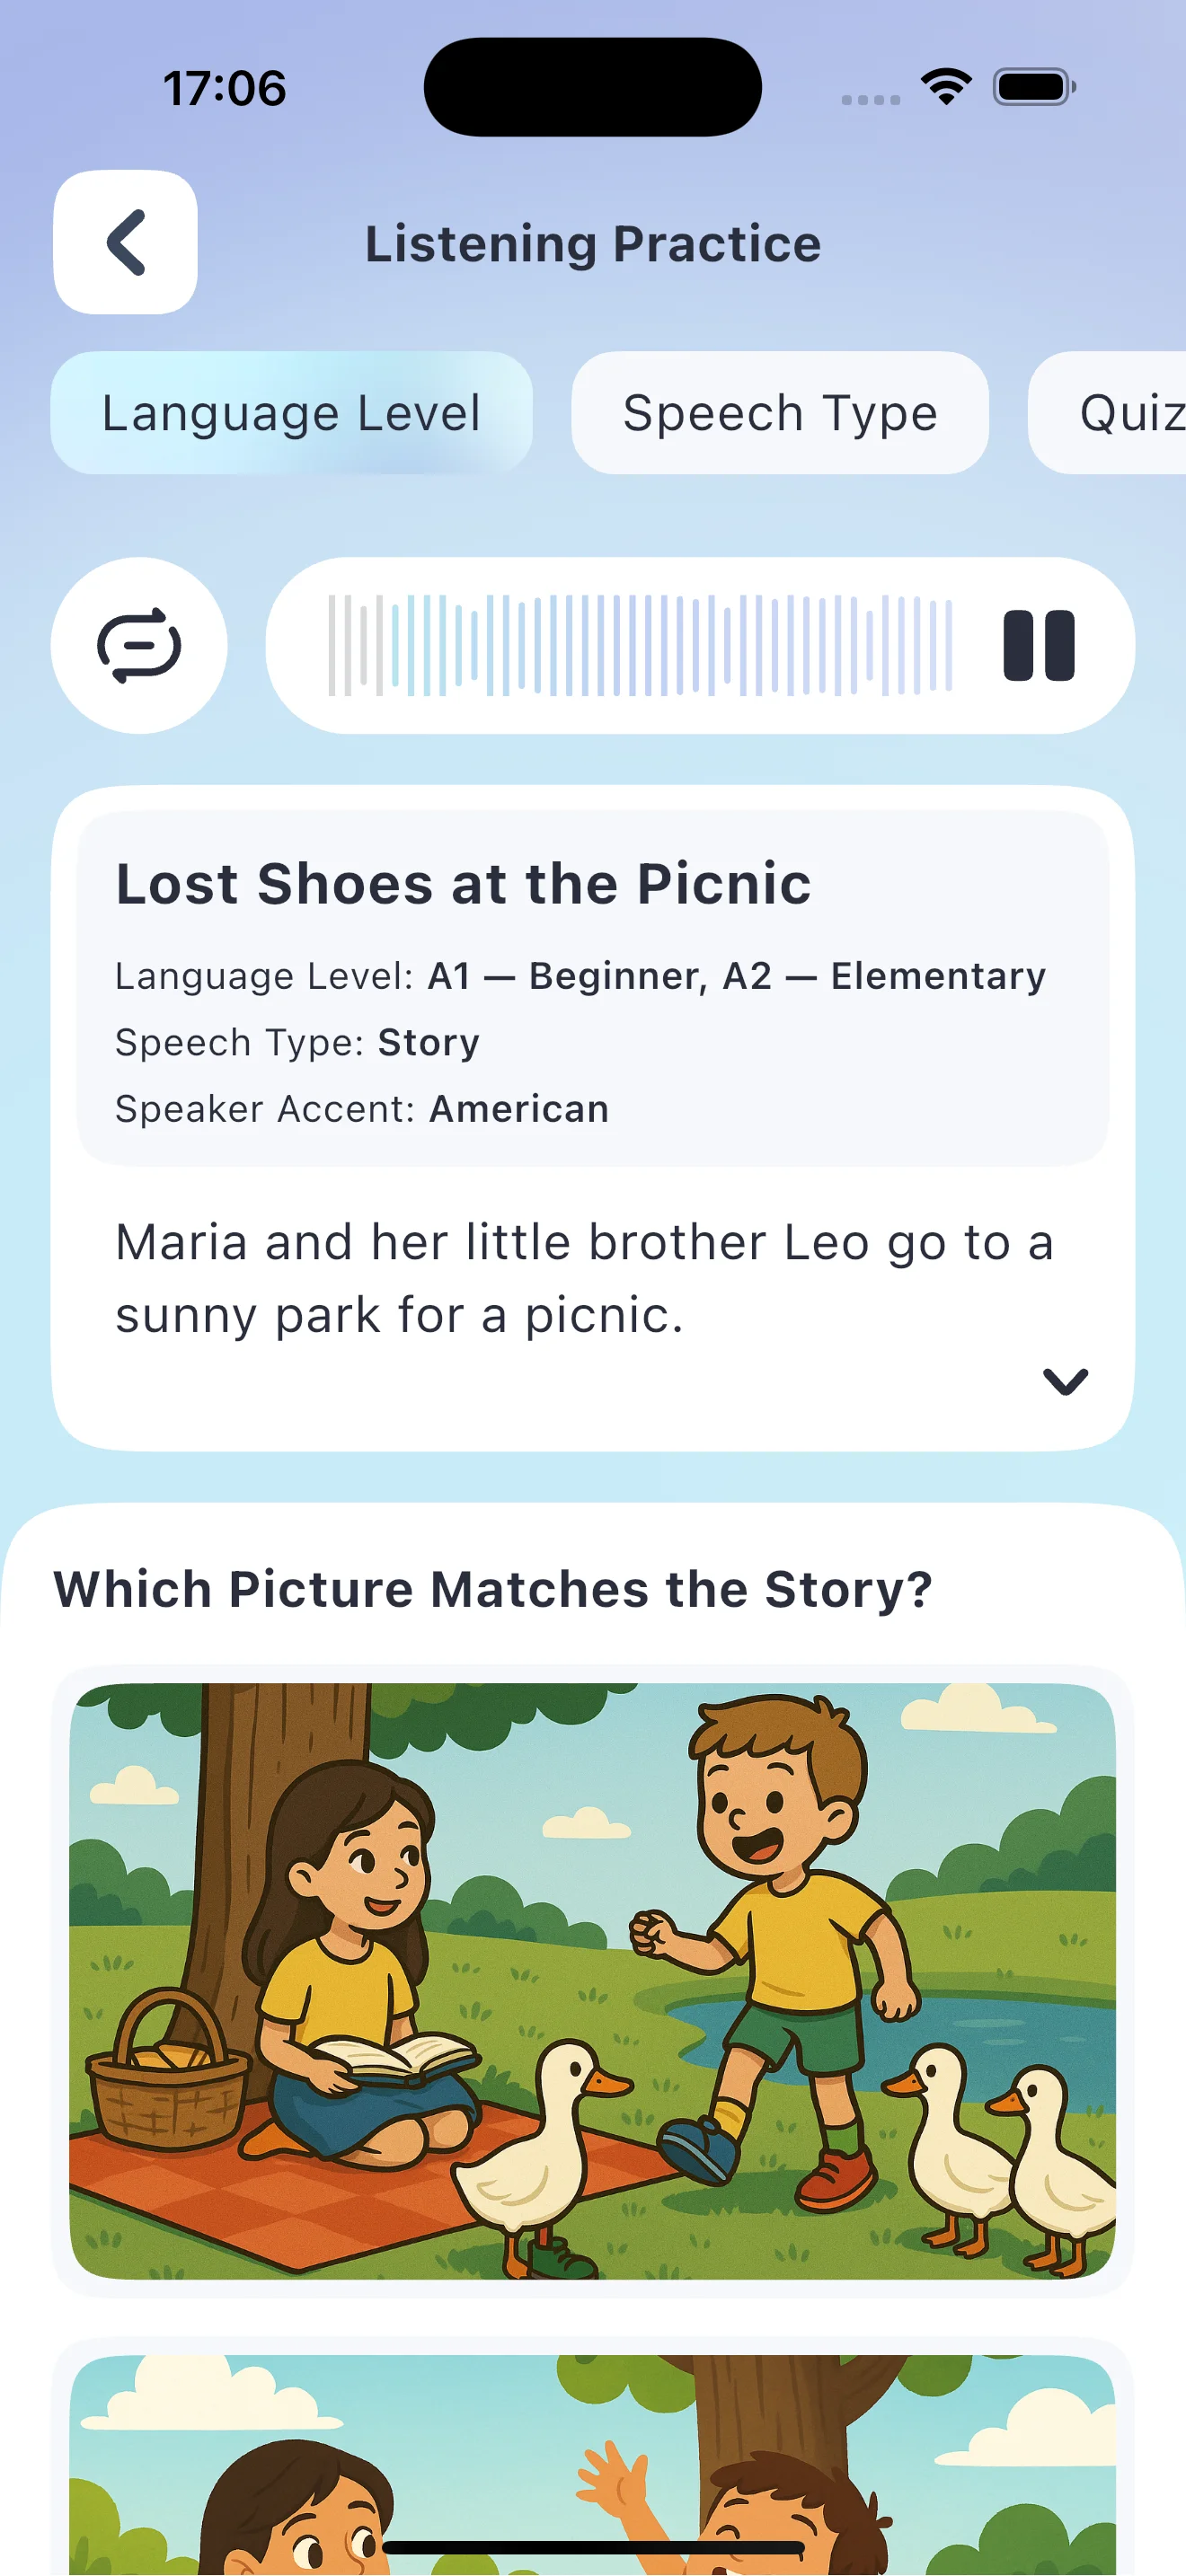 17:06
Listening Practice
Language Level
Speech Type
Quiz
Lost Shoes at the Picnic
Language Level: A1 — Beginner, A2 — Elementary
Speech Type: Story
Speaker Accent: American
Maria and her little brother Leo go to a
sunny park for a picnic.
Which Picture Matches the Story?